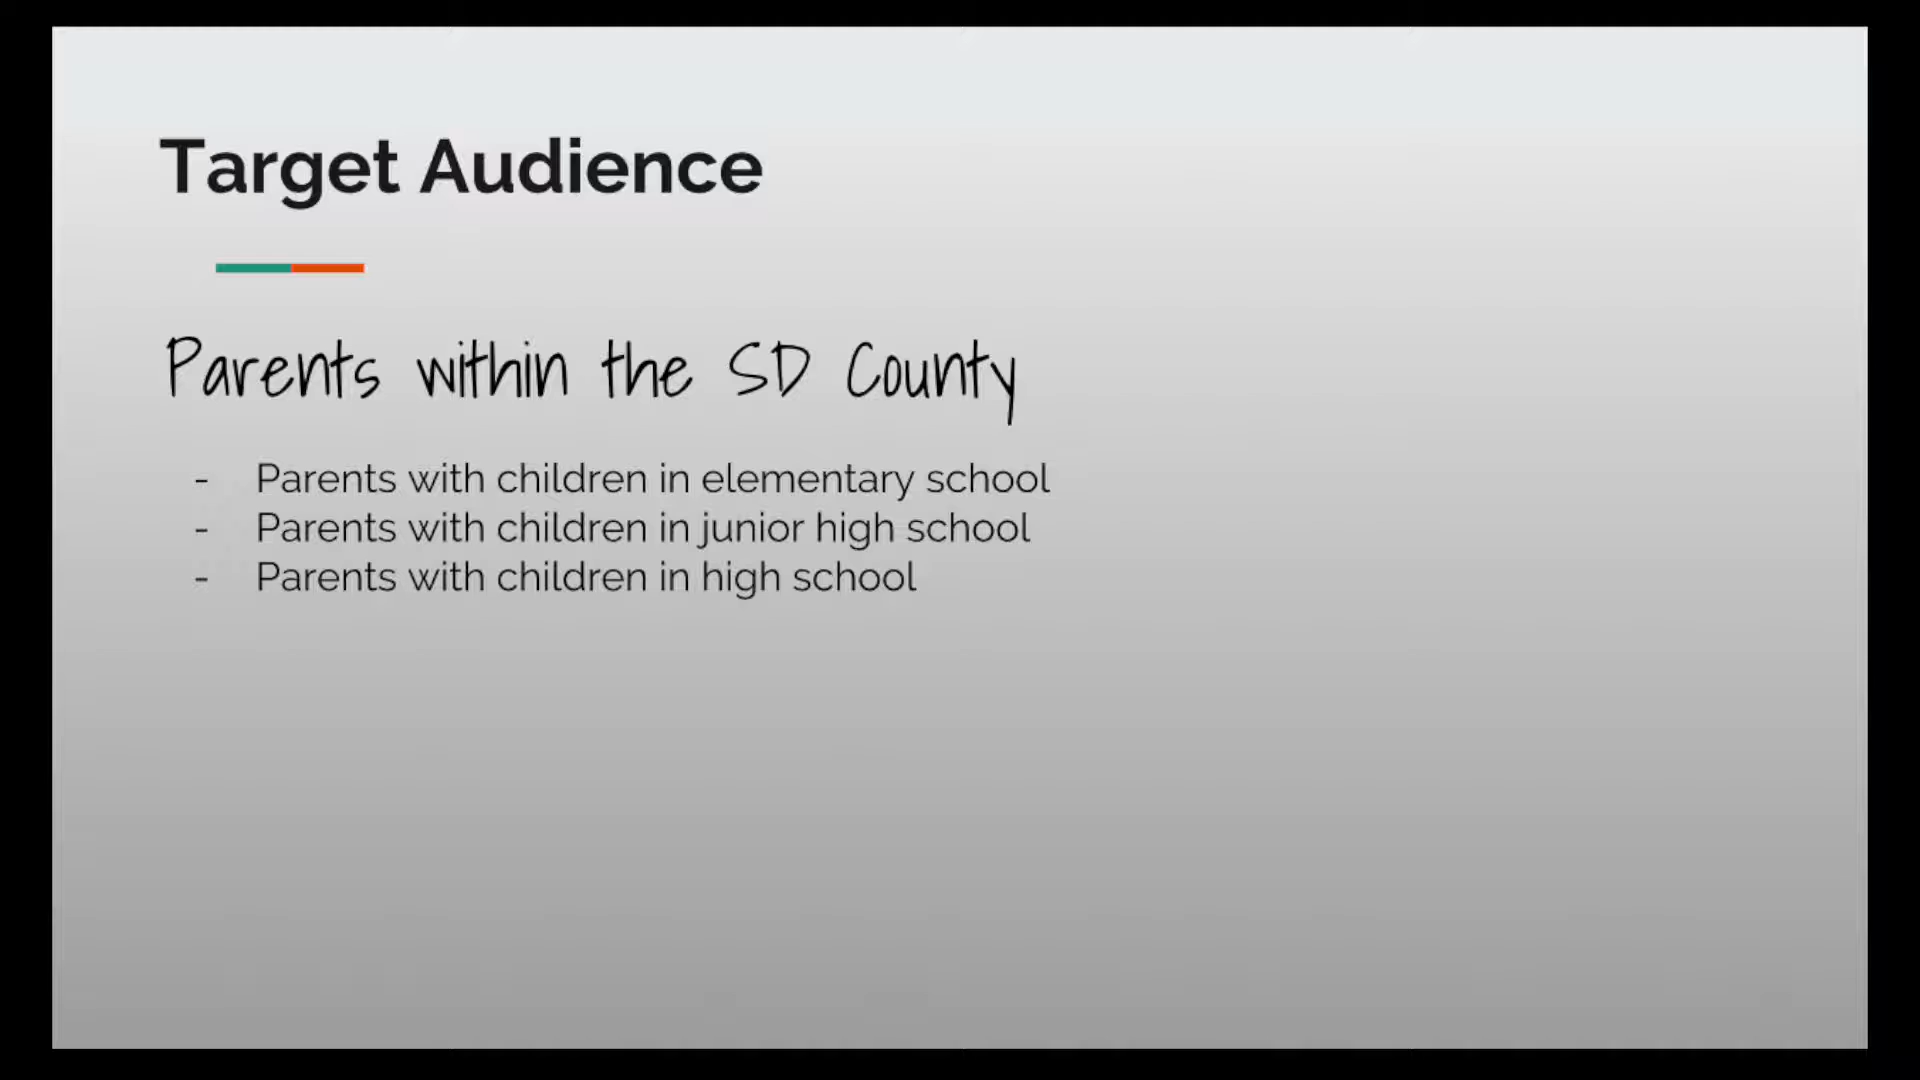 Target Audience
Parents within the SD County
- Parents with children in elementary school
- Parents with children in junior high school
- Parents with children in high school